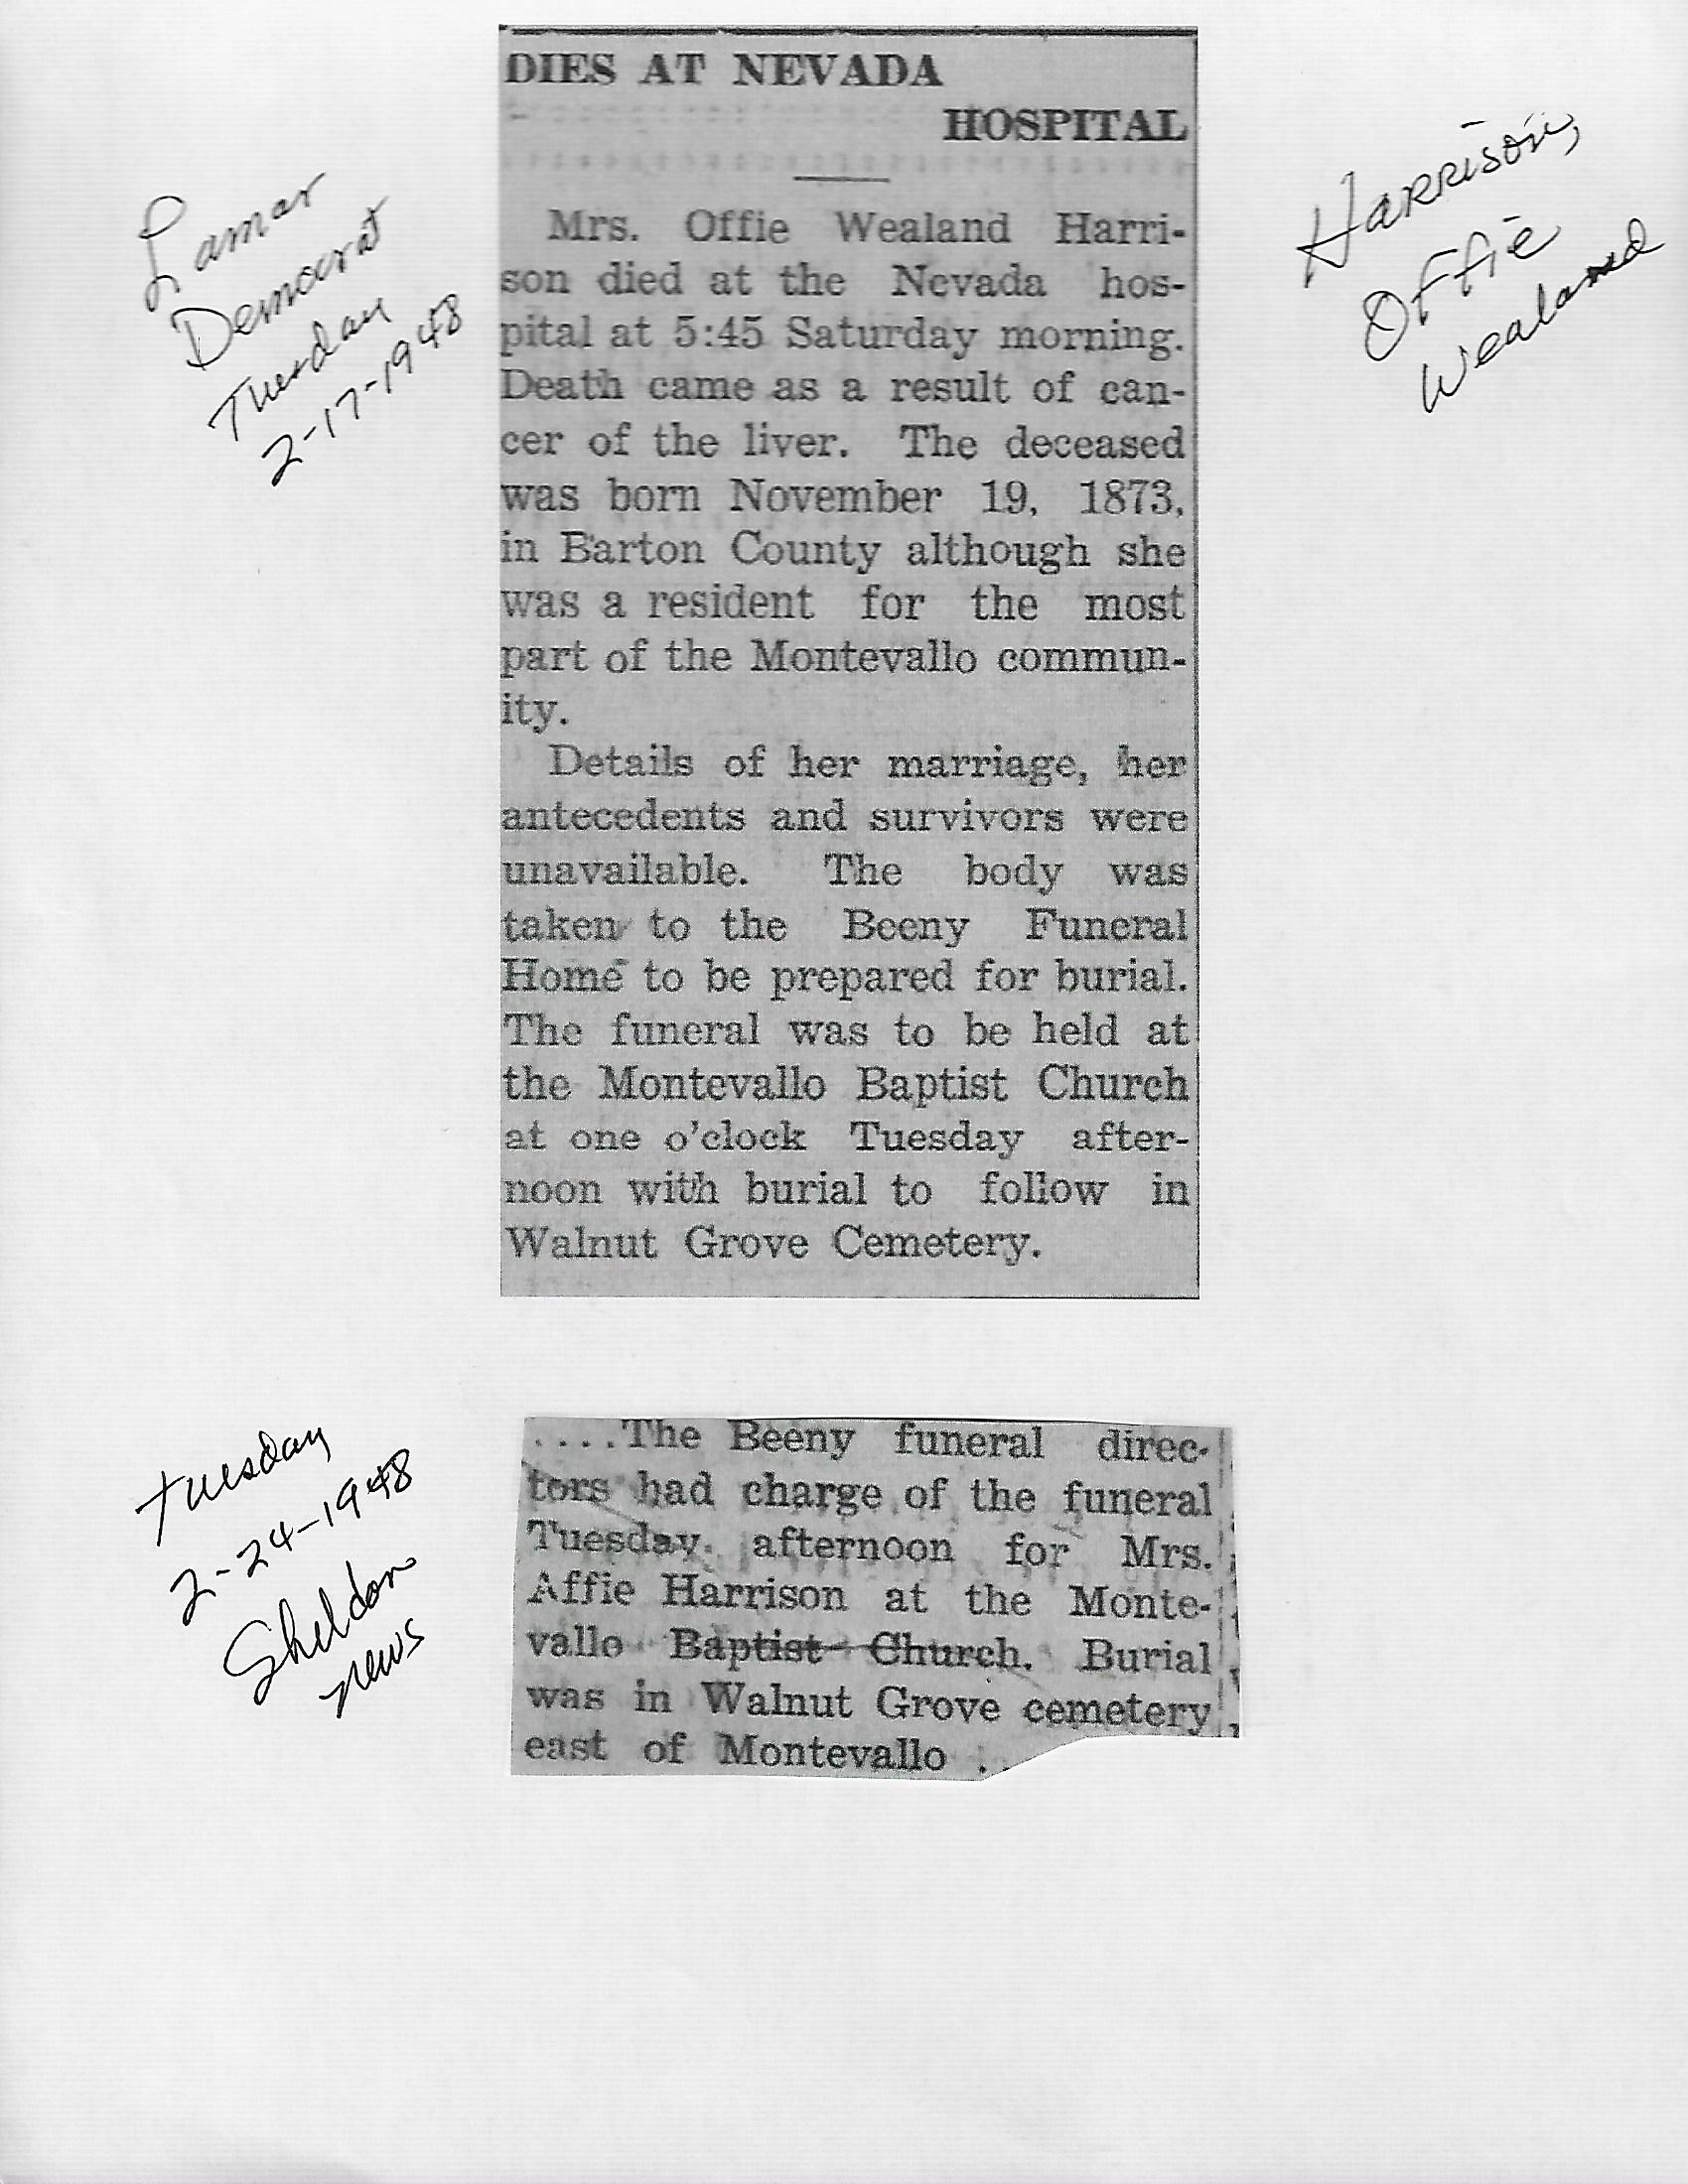 DIES AT NEVADA
HOSPITAL
Lamar
Democrat
Tuesday
2-17-1948
Harrison,
Offie
Wealand
Mrs. Offie Wealand Harri-
son died at the Nevada hos-
pital at 5:45 Saturday morning.
Death came as a result of can-
cer of the liver. The deceased
was born November 19, 1873,
in Barton County although she
was a resident for the most
part of the Montevallo commun-
ity.
Details of her marriage, her
antecedents and survivors were
unavailable. The body was
taken to the Beeny Funeral
Home to be prepared for burial.
The funeral was to be held at
the Montevallo Baptist Church
at one o'clock Tuesday after-
noon with burial to follow in
Walnut Grove Cemetery.
Tuesday
2-24-1948
Sheldon
news
....The Beeny funeral direc-
tors had charge of the funeral
Tuesday afternoon for Mrs.
Affie Harrison at the Monte-
vallo Baptist Church. Burial
was in Walnut Grove cemetery
east of Montevallo .